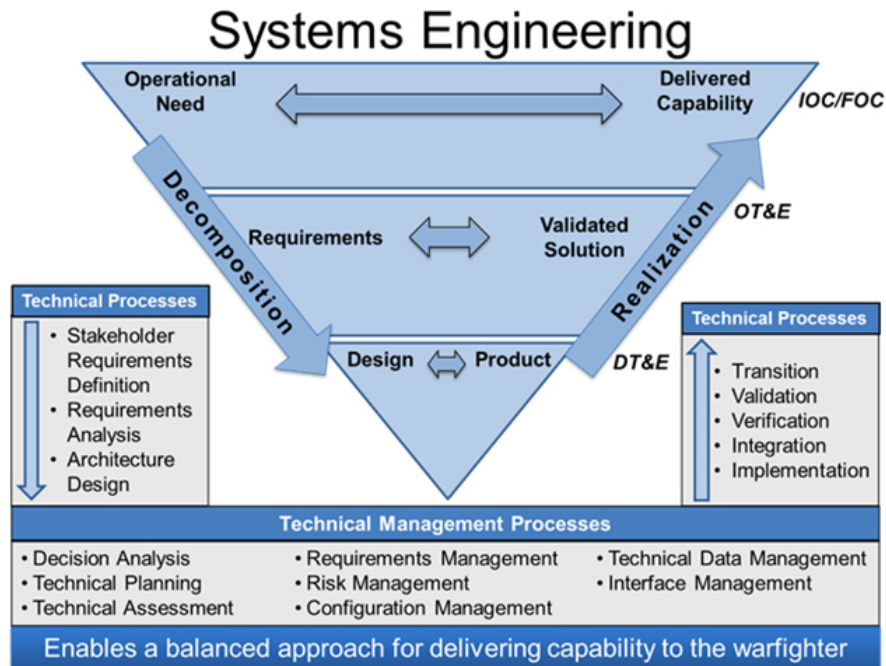 Systems Engineering
Operational
Need
Delivered
Capability
IOC/FOC
Decomposition
Realization
OT&E
Requirements
Validated
Solution
Design
Product
DT&E
Technical Processes
• Stakeholder
Requirements
Definition
• Requirements
Analysis
• Architecture
Design
Technical Processes
• Transition
• Validation
• Verification
• Integration
• Implementation
Technical Management Processes
• Decision Analysis
• Technical Planning
• Technical Assessment
• Requirements Management
• Risk Management
• Configuration Management
• Technical Data Management
• Interface Management
Enables a balanced approach for delivering capability to the warfighter